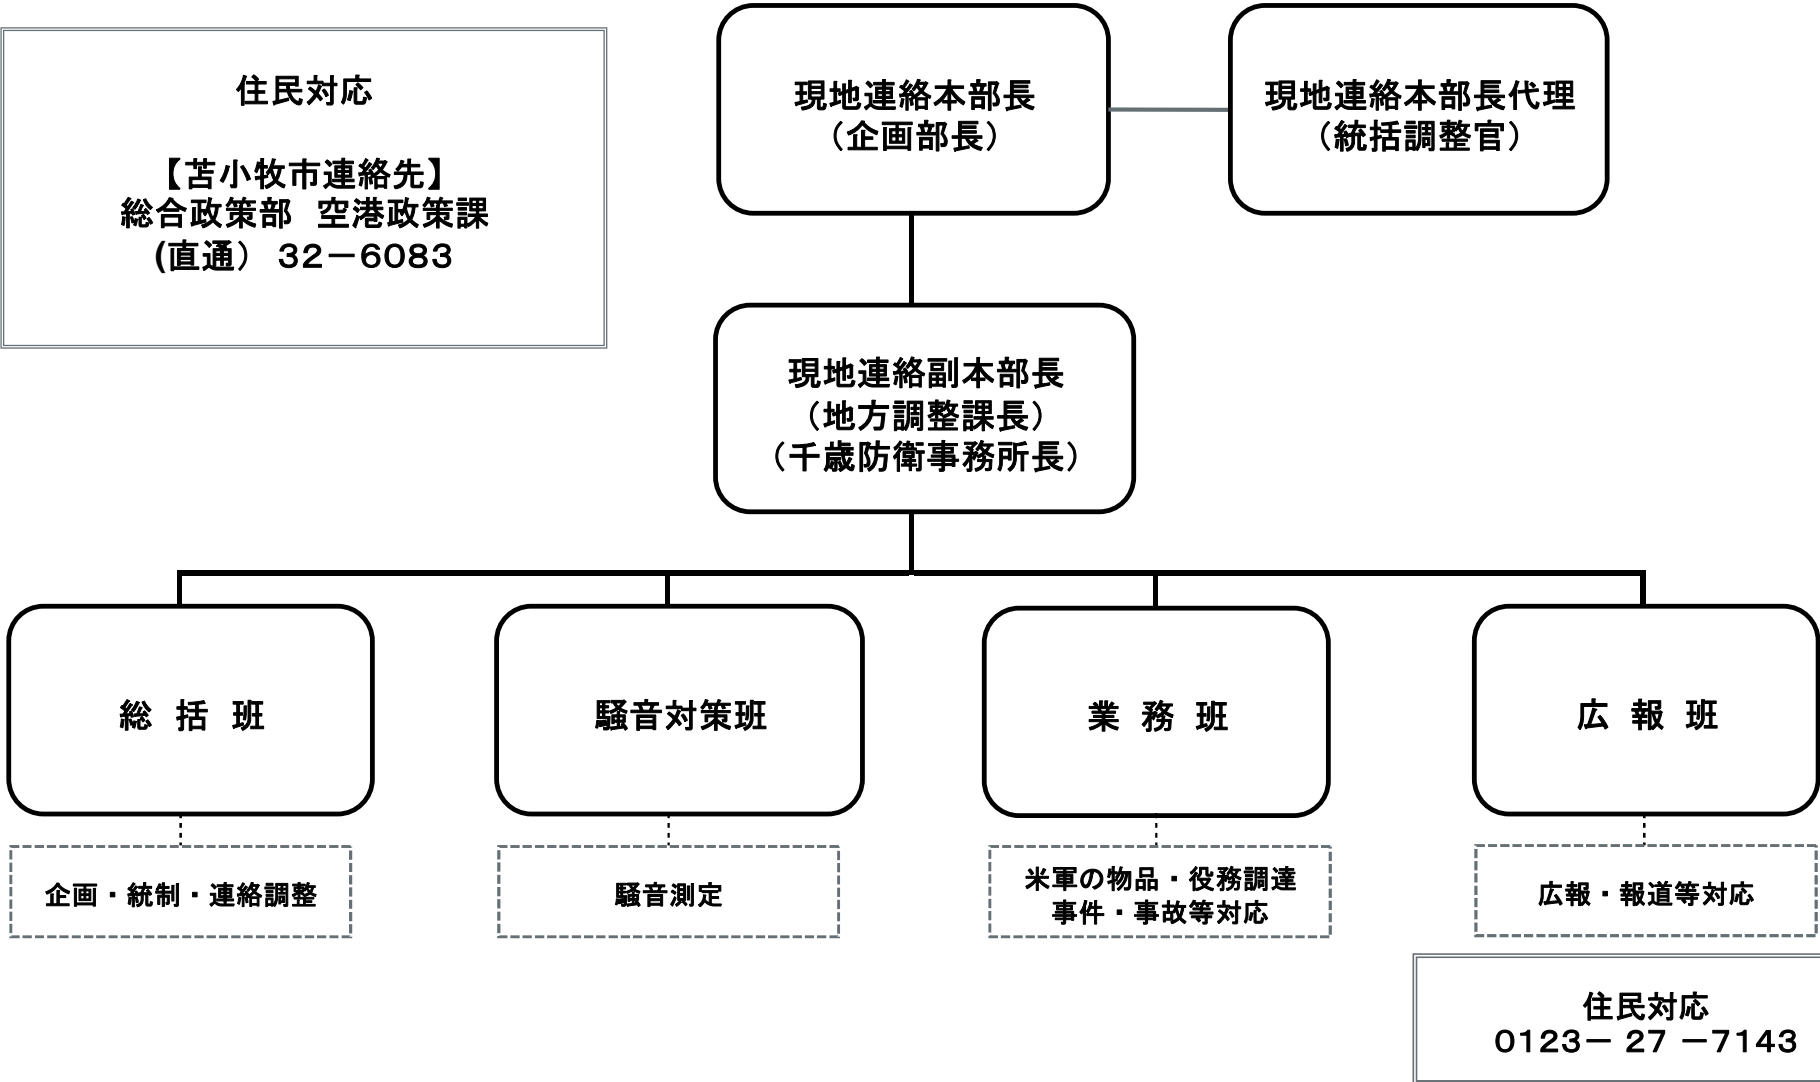 住民対応
【苫小牧市連絡先】
総合政策部　空港政策課
(直通）　３２－６０８３
現地連絡本部長
（企画部長）
現地連絡本部長代理
（統括調整官）
現地連絡副本部長
（地方調整課長）
（千歳防衛事務所長）
総　括　班
騒音対策班
業　務　班
広　報　班
企画・統制・連絡調整
騒音測定
米軍の物品・役務調達
事件・事故等対応
広報・報道等対応
住民対応
０１２３－ ２７ －７１４３